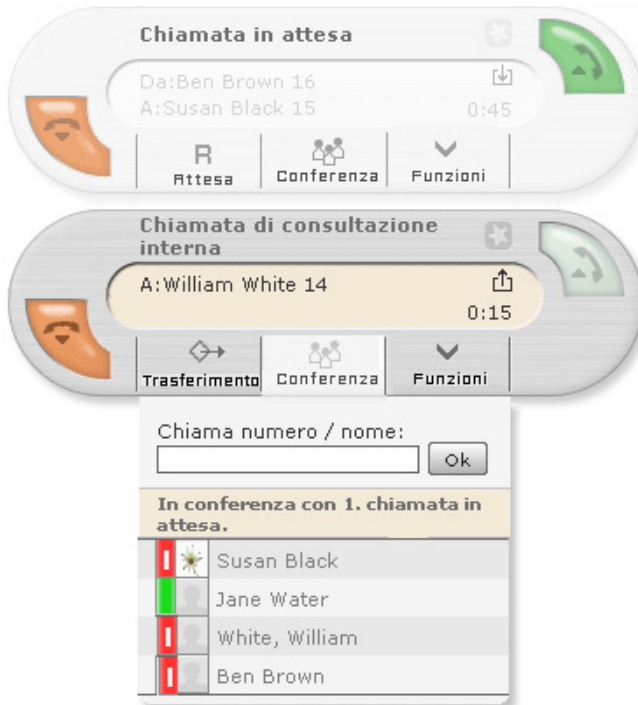 Chiamata in attesa
Da:Ben Brown 16
A:Susan Black 15
0:45
R
Attesa
Conferenza
Funzioni
Chiamata di consultazione
interna
A:William White 14
0:15
Trasferimento
Conferenza
Funzioni
Chiama numero / nome:
Ok
In conferenza con 1. chiamata in
attesa.
Susan Black
Jane Water
White, William
Ben Brown